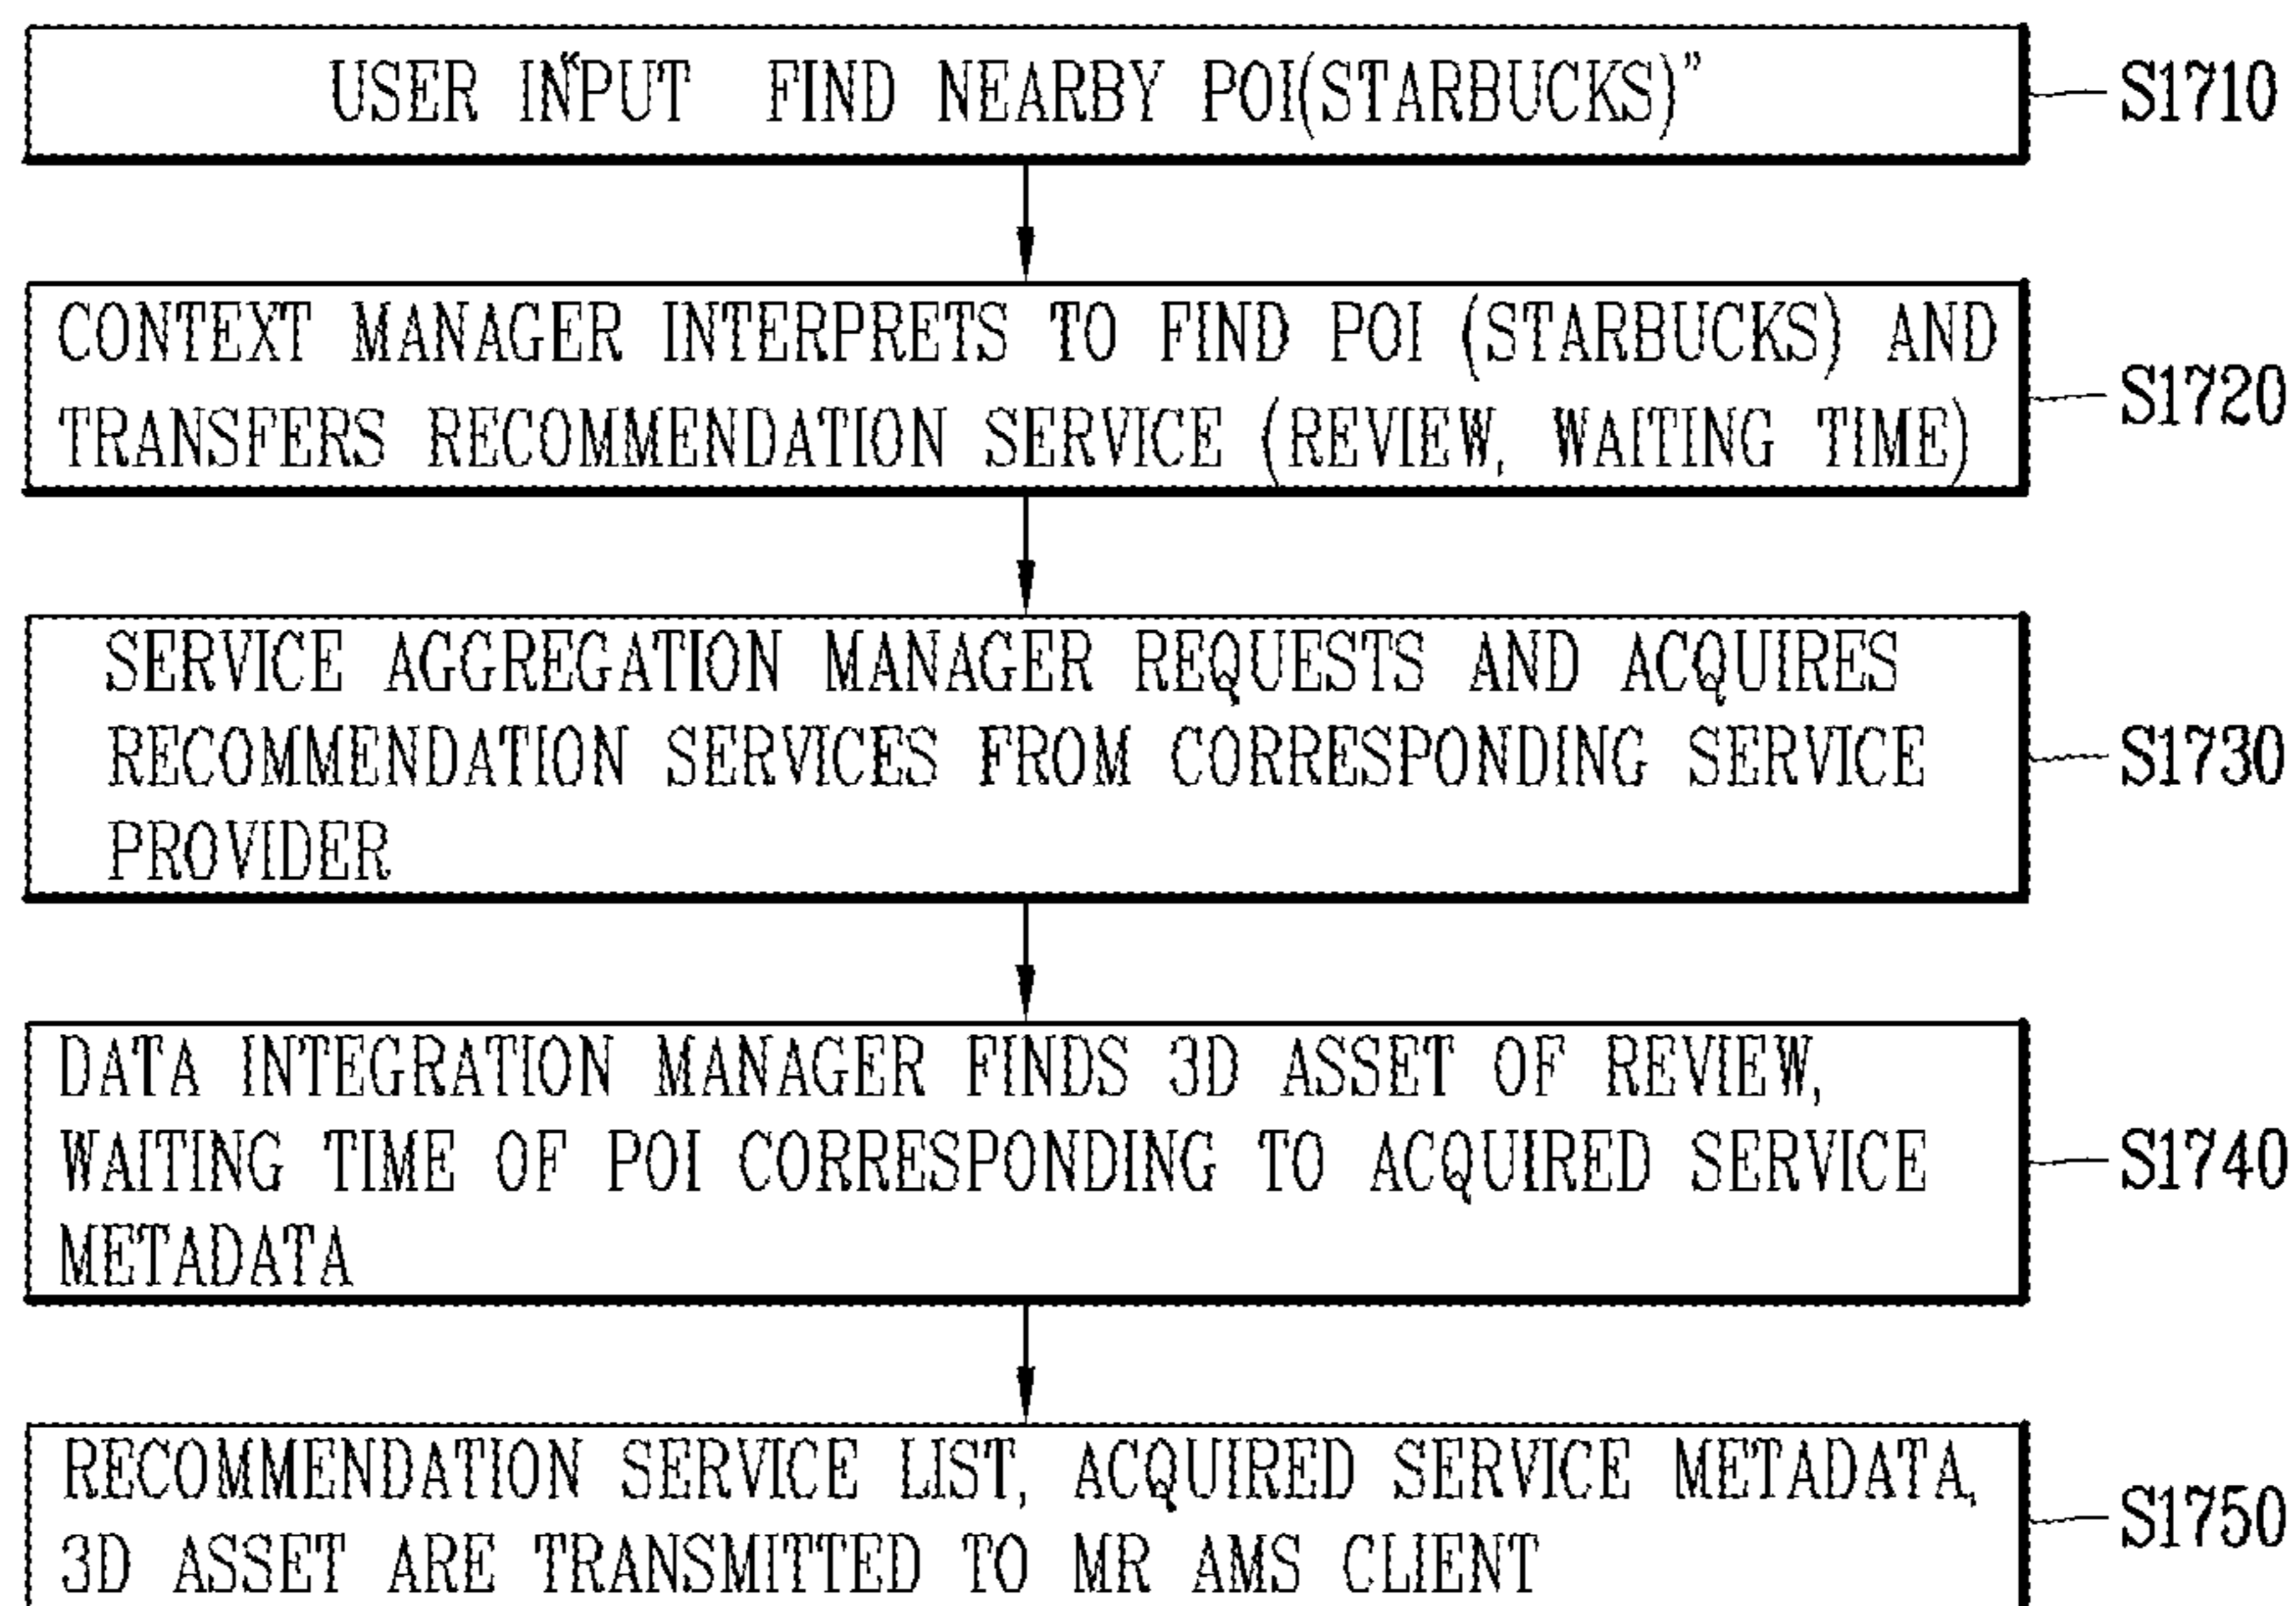 USER INPUT “FIND NEARBY POI(STARBUCKS)”
S1710
CONTEXT MANAGER INTERPRETS TO FIND POI (STARBUCKS) AND
TRANSFERS RECOMMENDATION SERVICE (REVIEW, WAITING TIME)
S1720
SERVICE AGGREGATION MANAGER REQUESTS AND ACQUIRES
RECOMMENDATION SERVICES FROM CORRESPONDING SERVICE
PROVIDER
S1730
DATA INTEGRATION MANAGER FINDS 3D ASSET OF REVIEW,
WAITING TIME OF POI CORRESPONDING TO ACQUIRED SERVICE
METADATA
S1740
RECOMMENDATION SERVICE LIST, ACQUIRED SERVICE METADATA,
3D ASSET ARE TRANSMITTED TO MR AMS CLIENT
S1750